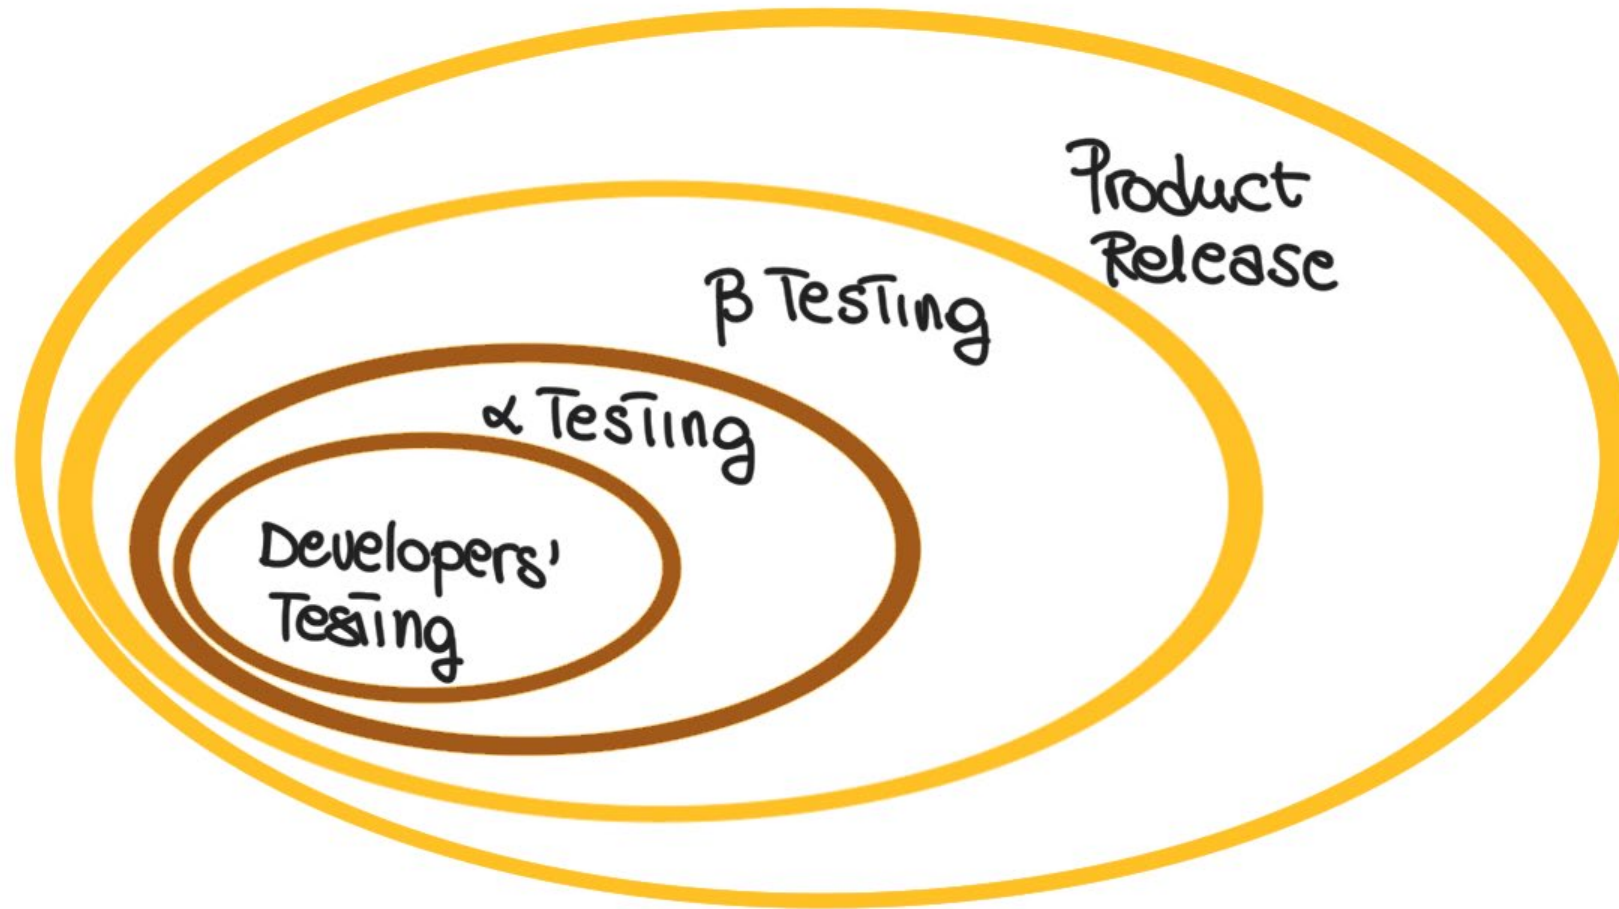 Product
Release
β Testing
α Testing
Developers'
Testing